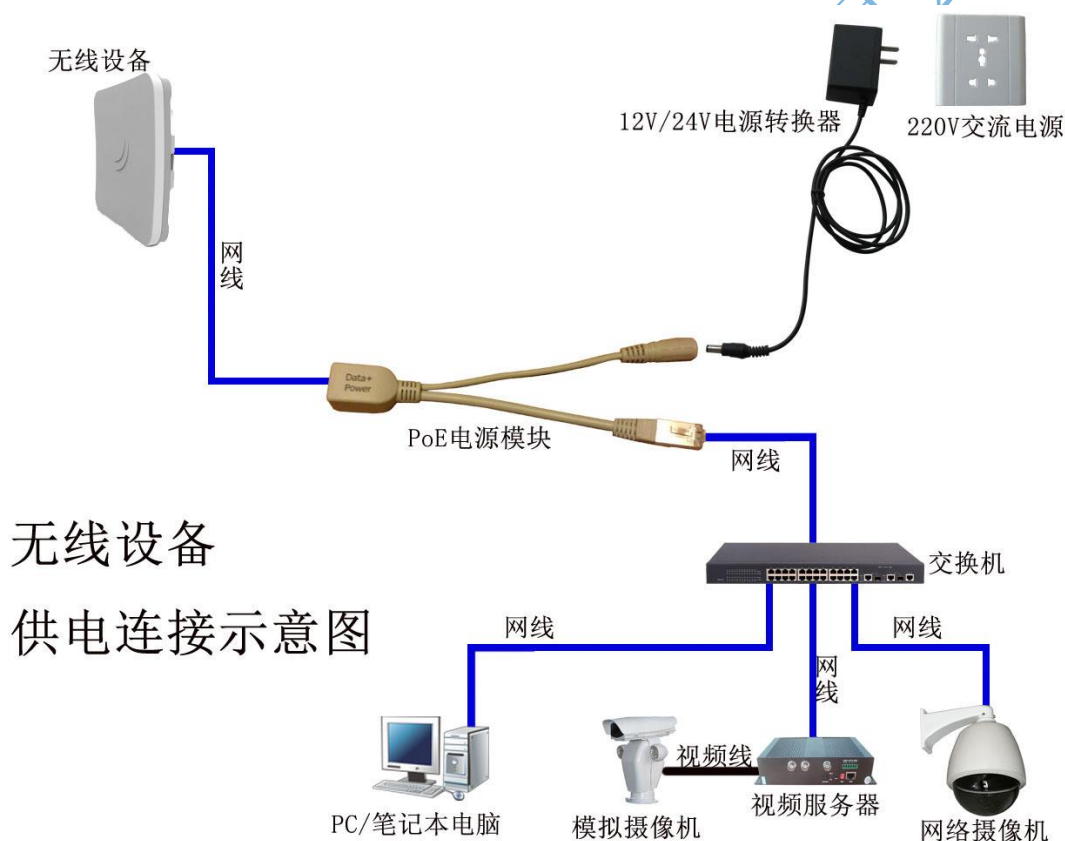 无线设备
12V/24V电源转换器
220V交流电源
网线
Data+
Power
PoE电源模块
网线
无线设备
供电连接示意图
交换机
网线
网线
网线
视频线
PC/笔记本电脑
模拟摄像机
视频服务器
网络摄像机